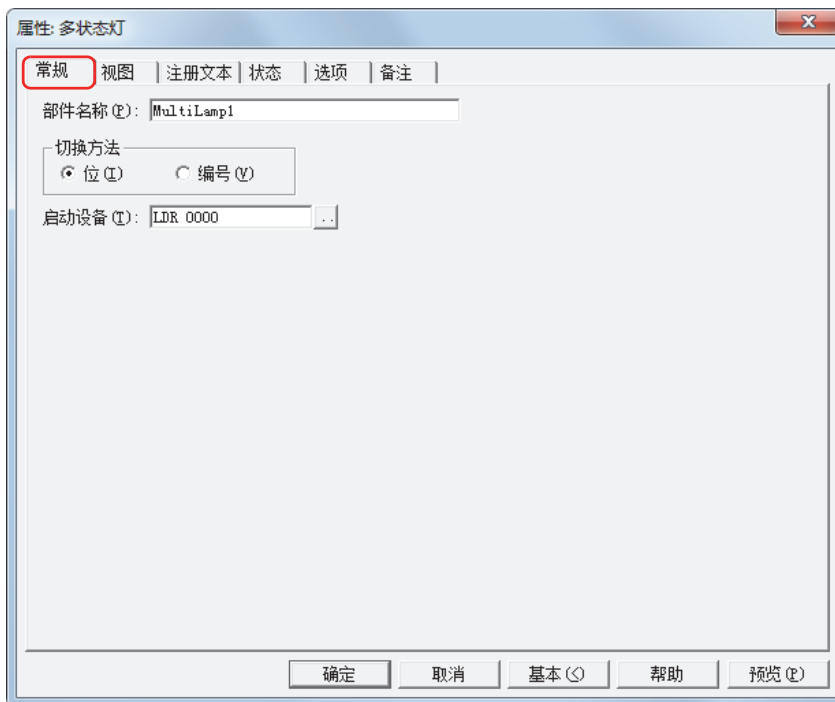 属性: 多状态灯
常规 视图 注册文本 状态 选项 备注
部件名称(P): MultiLamp1
切换方法
位(I) 编号(V)
启动设备(T): LDR 0000 ..
确定 取消 基本(<) 帮助 预览(P)